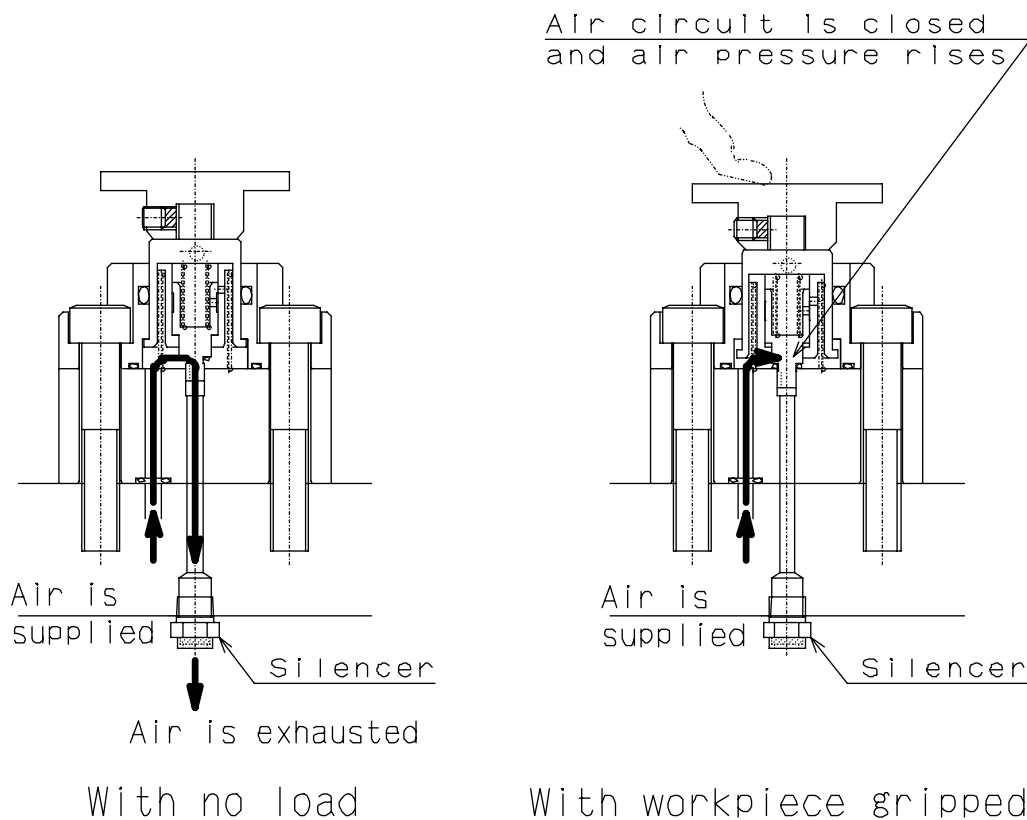 Air circuit is closed
and air pressure rises
Air is
supplied
Silencer
Air is exhausted
With no load
Air is
supplied
Silencer
With workpiece gripped